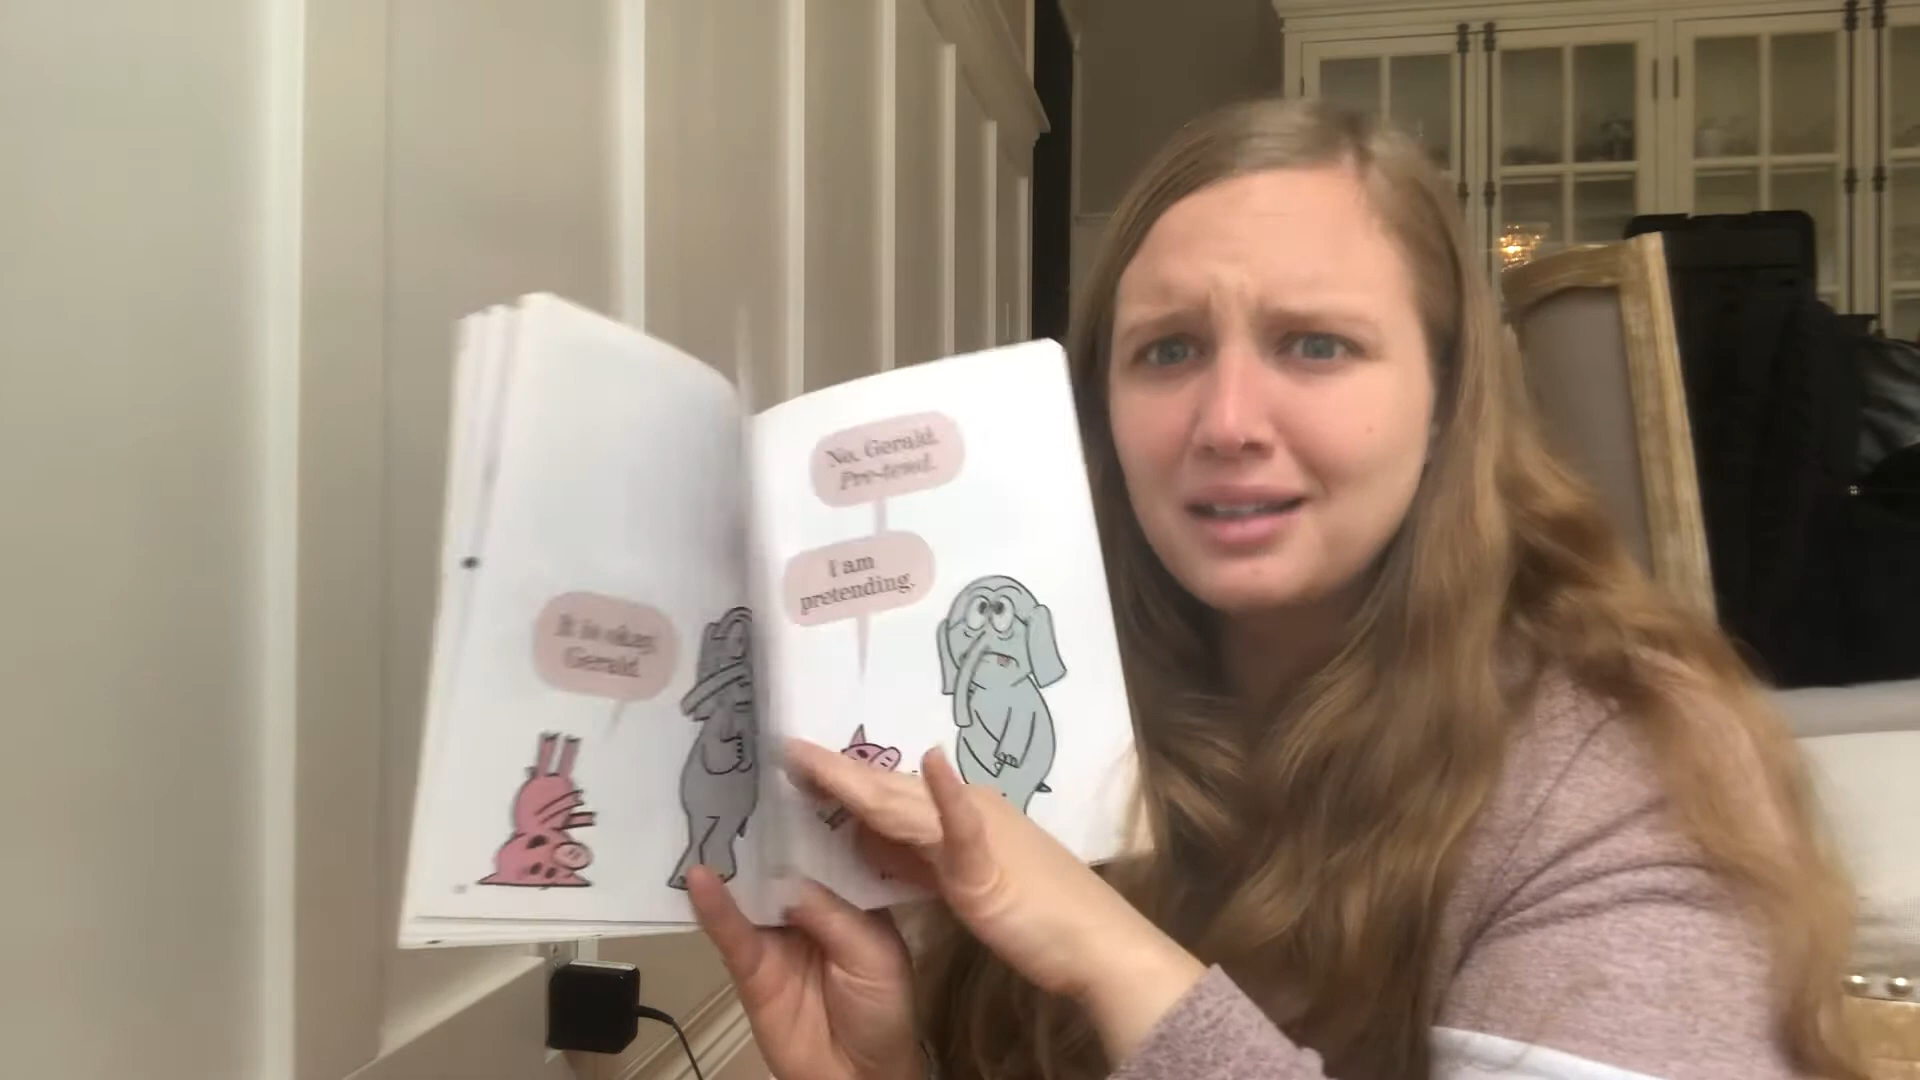 It is okay,
Gerald.
No, Gerald.
Pre-tend.
I am
pretending.